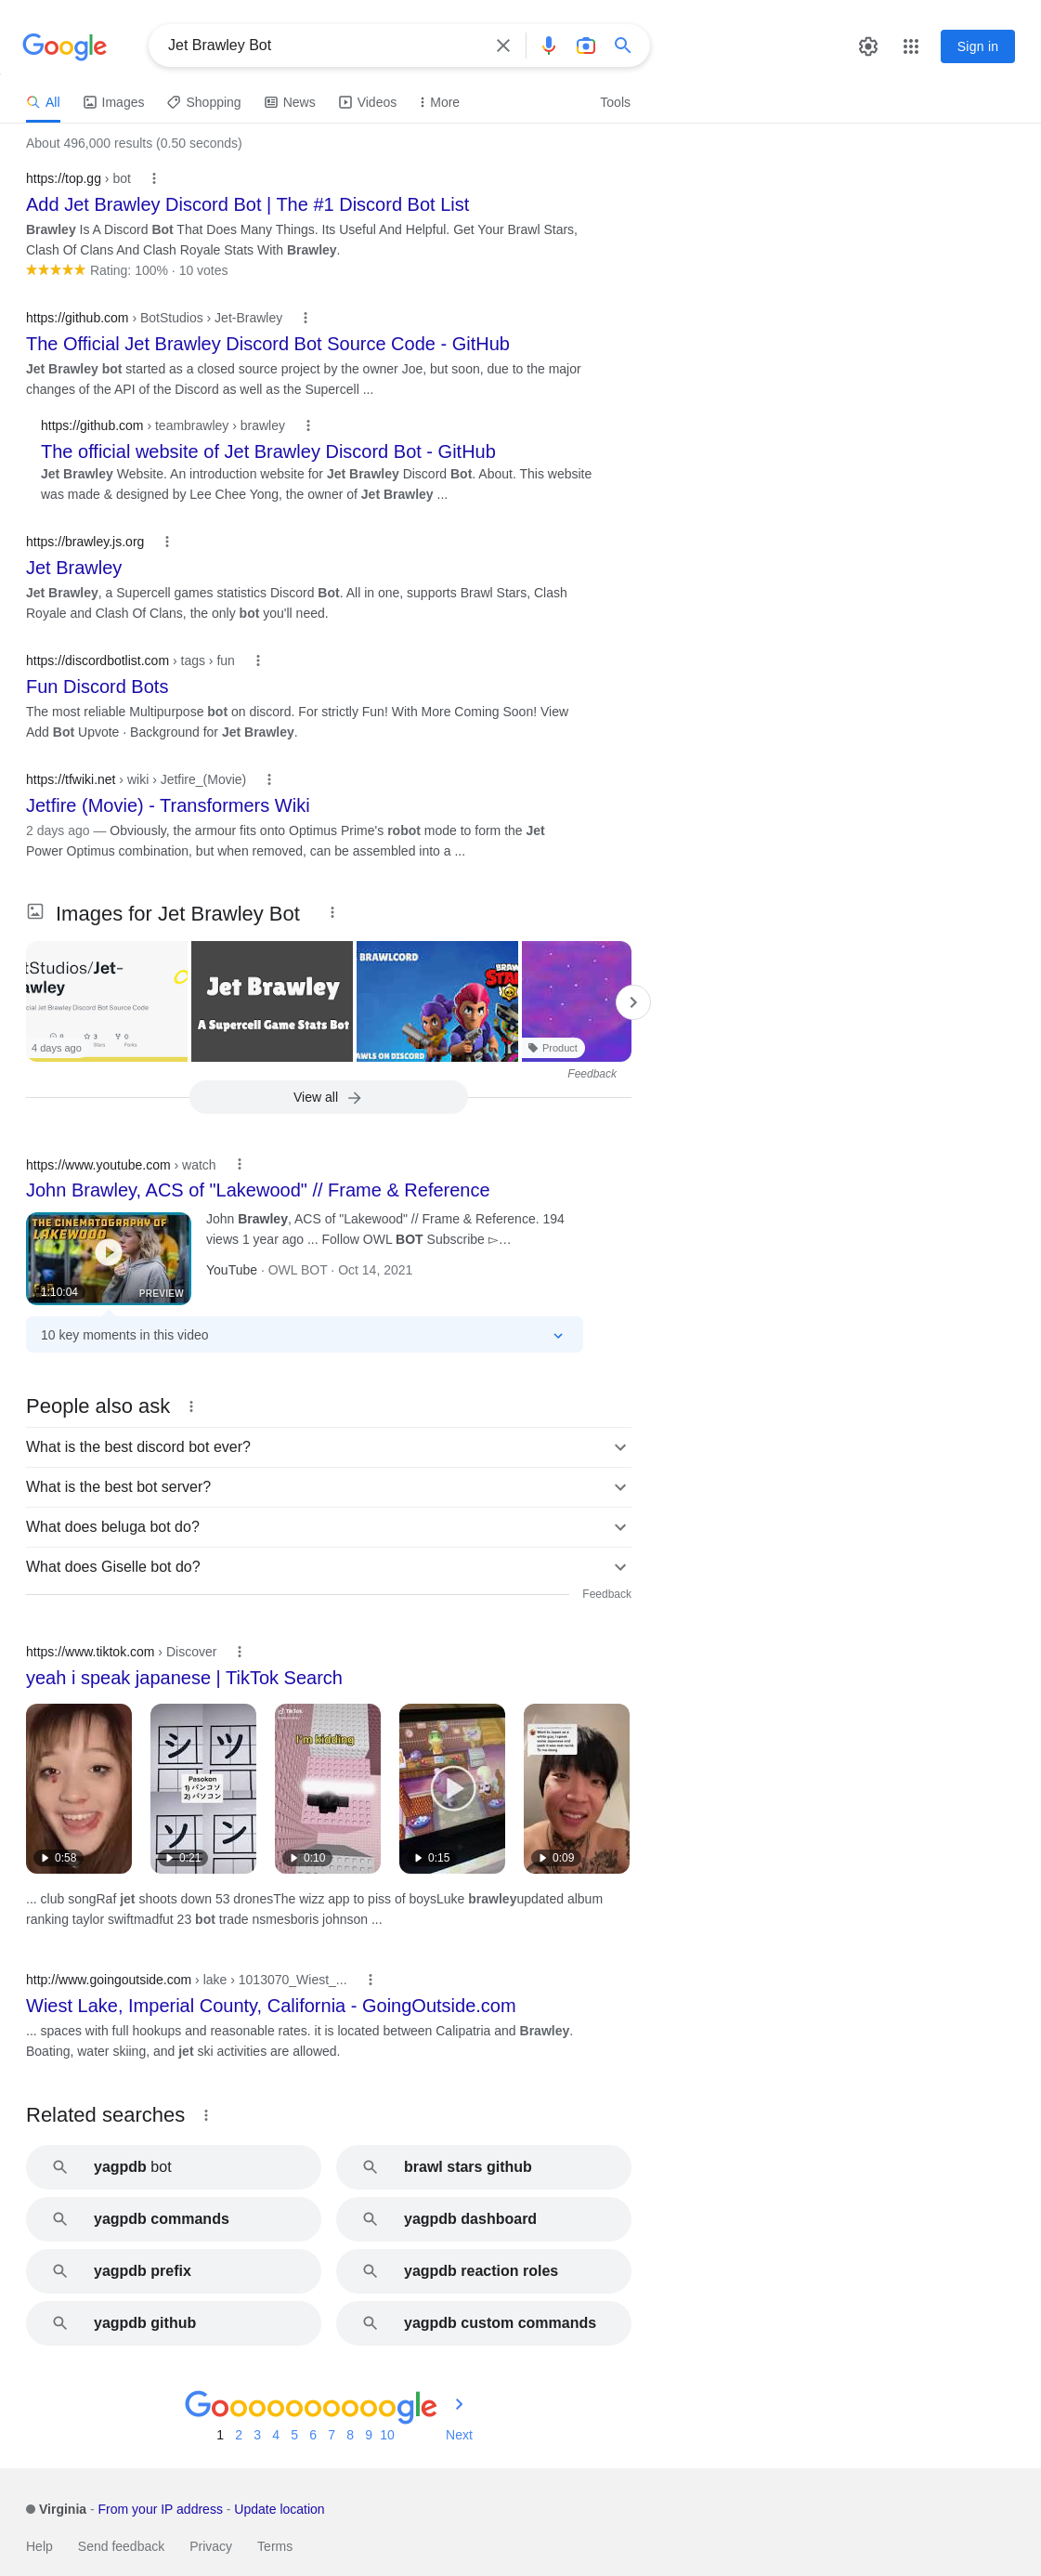 Google
Jet Brawley Bot
Sign in
All
Images
Shopping
News
Videos
More
Tools
About 496,000 results (0.50 seconds)
https://top.gg › bot
Add Jet Brawley Discord Bot | The #1 Discord Bot List
Brawley Is A Discord Bot That Does Many Things. Its Useful And Helpful. Get Your Brawl Stars,
Clash Of Clans And Clash Royale Stats With Brawley.
Rating: 100% · 10 votes
https://github.com › BotStudios › Jet-Brawley
The Official Jet Brawley Discord Bot Source Code - GitHub
Jet Brawley bot started as a closed source project by the owner Joe, but soon, due to the major
changes of the API of the Discord as well as the Supercell ...
https://github.com › teambrawley › brawley
The official website of Jet Brawley Discord Bot - GitHub
Jet Brawley Website. An introduction website for Jet Brawley Discord Bot. About. This website
was made & designed by Lee Chee Yong, the owner of Jet Brawley ...
https://brawley.js.org
Jet Brawley
Jet Brawley, a Supercell games statistics Discord Bot. All in one, supports Brawl Stars, Clash
Royale and Clash Of Clans, the only bot you'll need.
https://discordbotlist.com › tags › fun
Fun Discord Bots
The most reliable Multipurpose bot on discord. For strictly Fun! With More Coming Soon! View
Add Bot Upvote · Background for Jet Brawley.
https://tfwiki.net › wiki › Jetfire_(Movie)
Jetfire (Movie) - Transformers Wiki
2 days ago — Obviously, the armour fits onto Optimus Prime's robot mode to form the Jet
Power Optimus combination, but when removed, can be assembled into a ...
Images for Jet Brawley Bot
tStudios/Jet-
awley
cial Jet Brawley Discord Bot Source Code
4 days ago
Jet Brawley
A Supercell Game Stats Bot
BRAWLCORD
AWLS ON DISCORD
Product
Feedback
View all
https://www.youtube.com › watch
John Brawley, ACS of "Lakewood" // Frame & Reference
THE CINEMATOGRAPHY OF
LAKEWOOD
1:10:04
PREVIEW
John Brawley, ACS of "Lakewood" // Frame & Reference. 194
views 1 year ago ... Follow OWL BOT Subscribe ▻…
YouTube · OWL BOT · Oct 14, 2021
10 key moments in this video
People also ask
What is the best discord bot ever?
What is the best bot server?
What does beluga bot do?
What does Giselle bot do?
Feedback
https://www.tiktok.com › Discover
yeah i speak japanese | TikTok Search
0:58
シ ツ
Pasokon
1) パンコソ
2) パソコン
ソ ン
0:21
TikTok
I'm kidding
0:10
0:15
0:09
... club songRaf jet shoots down 53 dronesThe wizz app to piss of boysLuke brawleyupdated album
ranking taylor swiftmadfut 23 bot trade nsmesboris johnson ...
http://www.goingoutside.com › lake › 1013070_Wiest_...
Wiest Lake, Imperial County, California - GoingOutside.com
... spaces with full hookups and reasonable rates. it is located between Calipatria and Brawley.
Boating, water skiing, and jet ski activities are allowed.
Related searches
yagpdb bot
brawl stars github
yagpdb commands
yagpdb dashboard
yagpdb prefix
yagpdb reaction roles
yagpdb github
yagpdb custom commands
Goooooooooogle
1 2 3 4 5 6 7 8 9 10 Next
Virginia - From your IP address - Update location
Help
Send feedback
Privacy
Terms